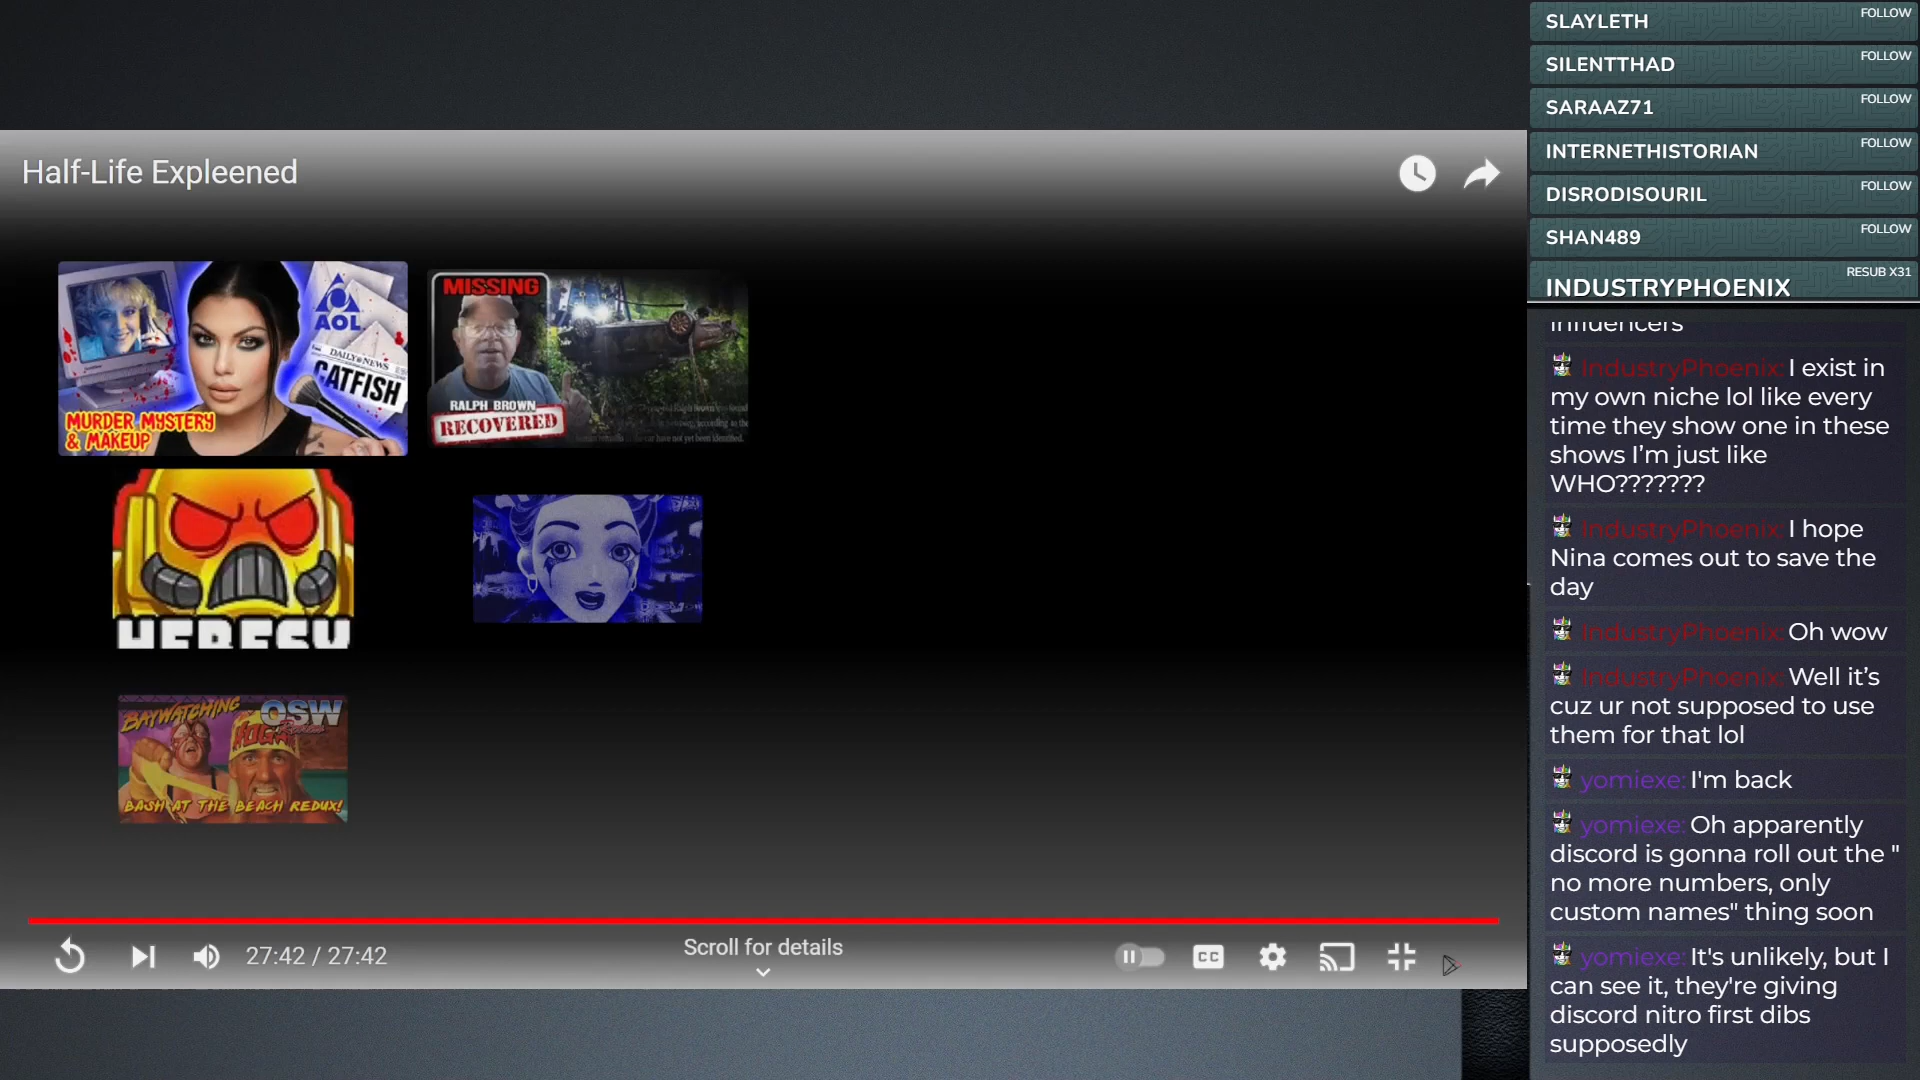 Half-Life Expleened
AOL
DAILY NEWS
CATFISH
MURDER MYSTERY
& MAKEUP
MISSING
RALPH BROWN
RECOVERED
HERESY
BAYWATCHING
OSW
Review
BASH AT THE BEACH REDUX!
27:42 / 27:42
Scroll for details
CC
SLAYLETH
FOLLOW
SILENTTHAD
FOLLOW
SARAAZ71
FOLLOW
INTERNETHISTORIAN
FOLLOW
DISRODISOURIL
FOLLOW
SHAN489
FOLLOW
INDUSTRYPHOENIX
RESUB X31
influencers
IndustryPhoenix: I exist in
my own niche lol like every
time they show one in these
shows I’m just like
WHO???????
IndustryPhoenix: I hope
Nina comes out to save the
day
IndustryPhoenix: Oh wow
IndustryPhoenix: Well it’s
cuz ur not supposed to use
them for that lol
yomiexe: I'm back
yomiexe: Oh apparently
discord is gonna roll out the "
no more numbers, only
custom names" thing soon
yomiexe: It's unlikely, but I
can see it, they're giving
discord nitro first dibs
supposedly